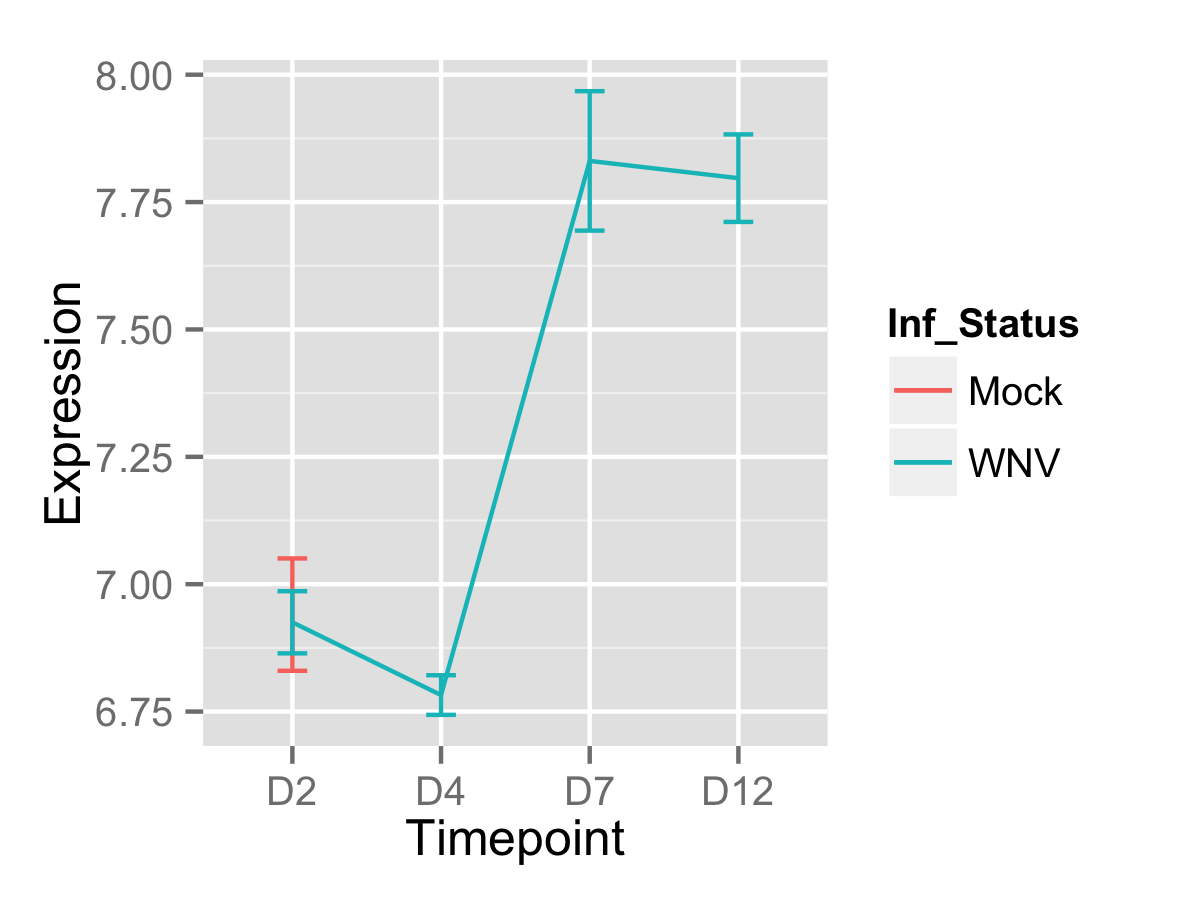 8.00
7.75
7.50
7.25
7.00
6.75
Expression
D2 D4 D7 D12
Timepoint
Inf_Status
Mock
WNV